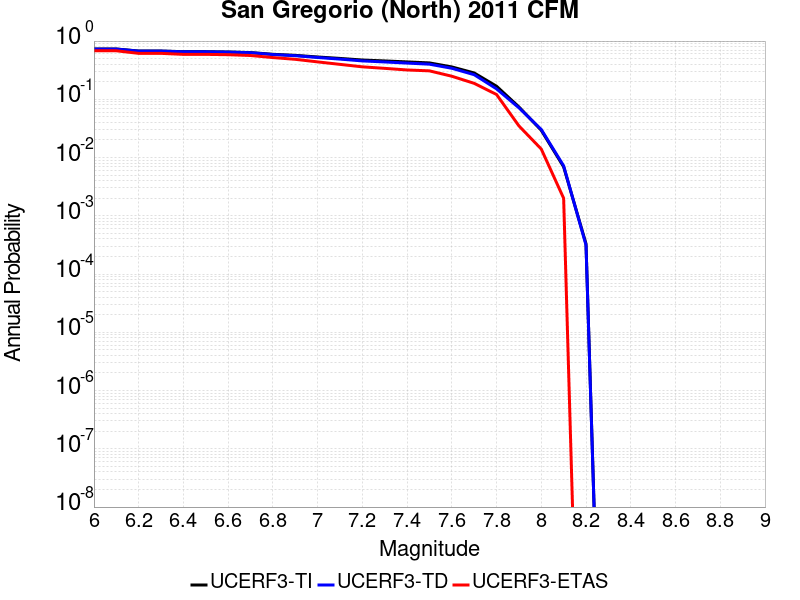 San Gregorio (North) 2011 CFM
10^0
10^-1
10^-2
10^-3
10^-4
10^-5
10^-6
10^-7
10^-8
Annual Probability
6 6.2 6.4 6.6 6.8 7 7.2 7.4 7.6 7.8 8 8.2 8.4 8.6 8.8 9
Magnitude
UCERF3-TI UCERF3-TD UCERF3-ETAS